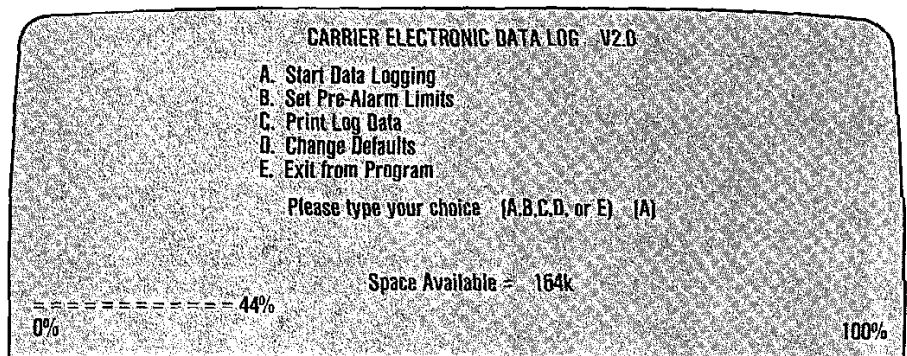 CARRIER ELECTRONIC DATA LOG V2.0
A. Start Data Logging
B. Set Pre-Alarm Limits
C. Print Log Data
D. Change Defaults
E. Exit from Program
Please type your choice (A,B,C,D, or E) (A)
Space Available = 164k
= = = = = = = = = = = = = 44%
0% 100%